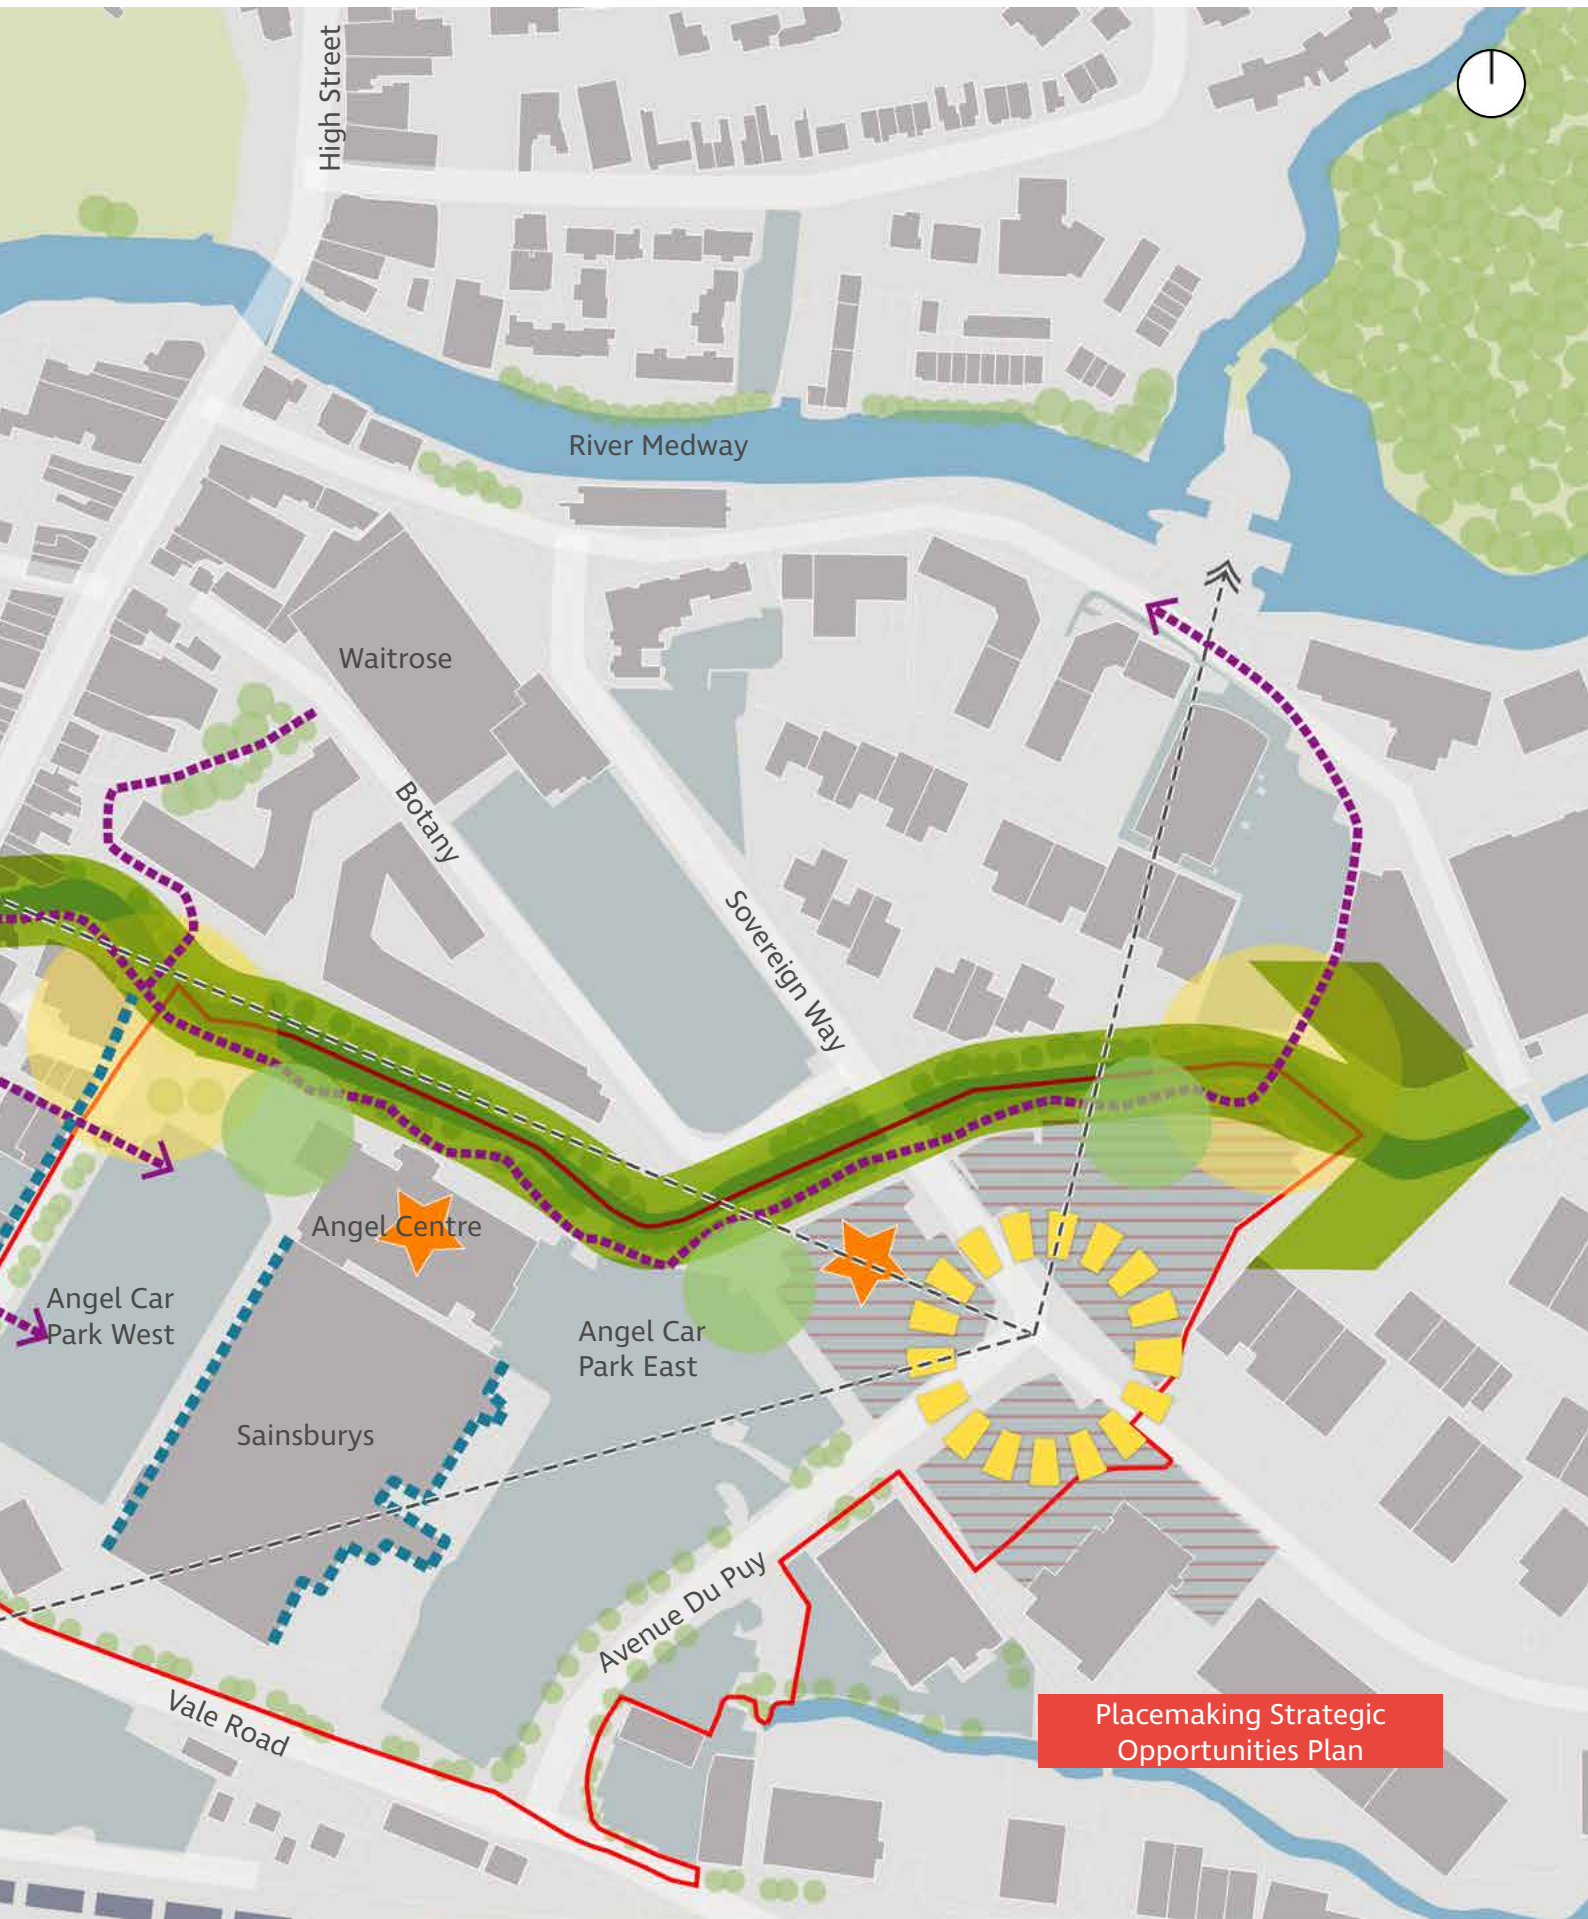 High Street
River Medway
Waitrose
Botany
Sovereign Way
Angel Centre
Angel Car
Park West
Angel Car
Park East
Sainsburys
Avenue Du Puy
Vale Road
Placemaking Strategic
Opportunities Plan